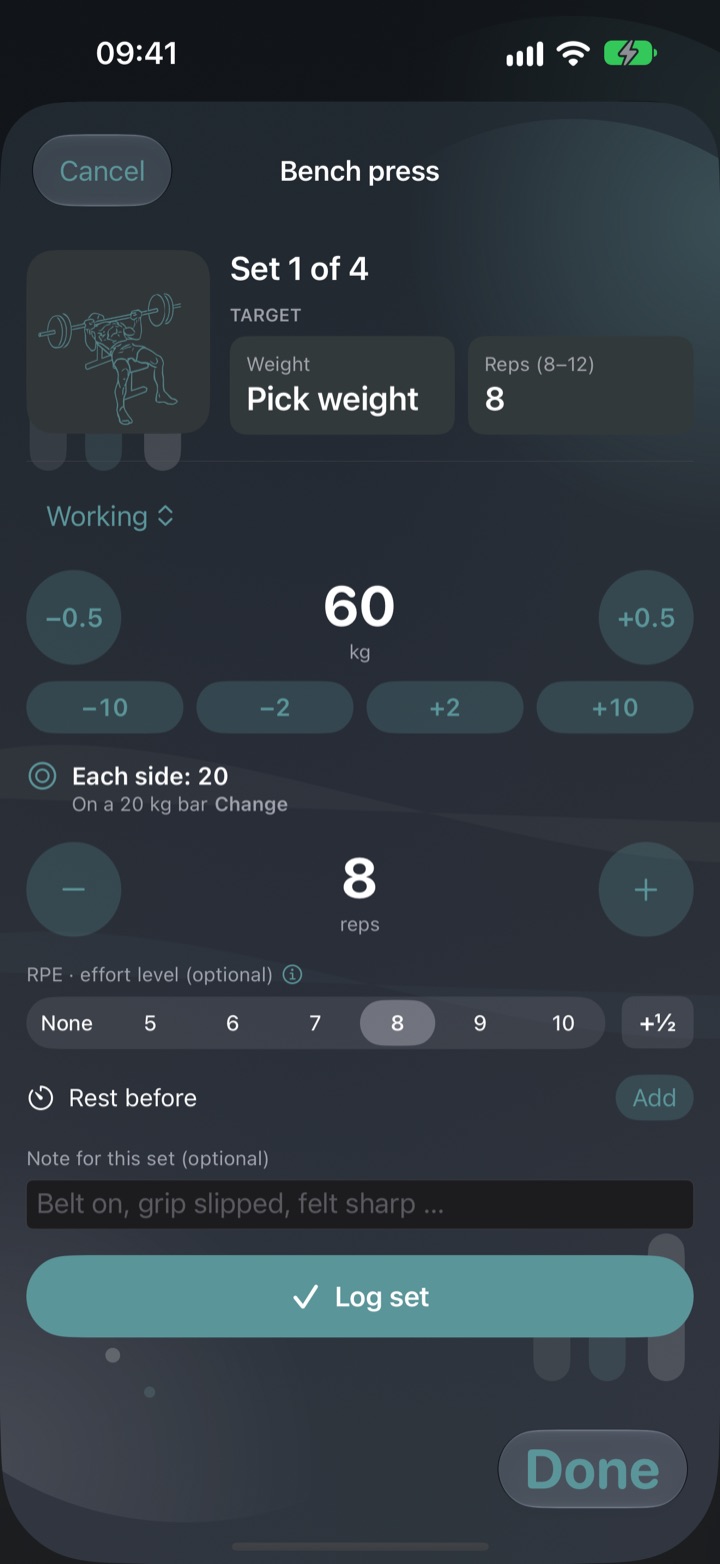 09:41
Cancel
Bench press
Set 1 of 4
TARGET
Weight
Pick weight
Reps (8–12)
8
Working
−0.5
60
kg
+0.5
−10
−2
+2
+10
Each side: 20
On a 20 kg bar Change
−
8
reps
+
RPE · effort level (optional)
None 5 6 7 8 9 10 +½
Rest before
Add
Note for this set (optional)
Belt on, grip slipped, felt sharp ...
Log set
Done